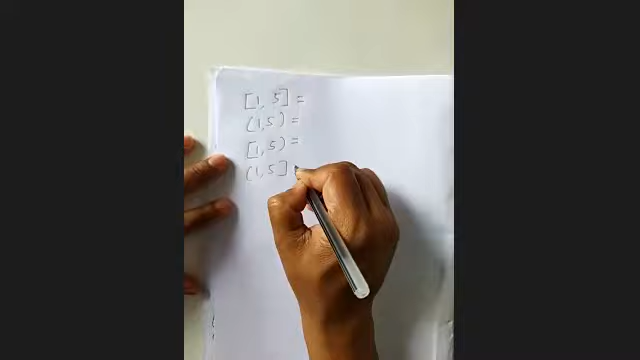 [1, 5] =
(1, 5) =
[1, 5) =
(1, 5]